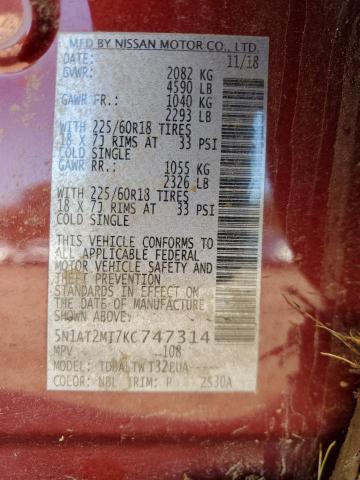 MFD BY NISSAN MOTOR CO., LTD.
DATE: 11/18
GVWR: 2082 KG
4590 LB
GAWR FR.: 1040 KG
2293 LB
WITH 225/60R18 TIRES
18 X 7J RIMS AT 33 PSI
COLD SINGLE
GAWR RR.: 1055 KG
2326 LB
WITH 225/60R18 TIRES
18 X 7J RIMS AT 33 PSI
COLD SINGLE
THIS VEHICLE CONFORMS TO
ALL APPLICABLE FEDERAL
MOTOR VEHICLE SAFETY AND
THEFT PREVENTION
STANDARDS IN EFFECT ON
THE DATE OF MANUFACTURE
SHOWN ABOVE:
5N1AT2MT7KC747314
MPV 108
MODEL: TDBALTWT32EUA
COLOR: NBL TRIM: P 2S30A